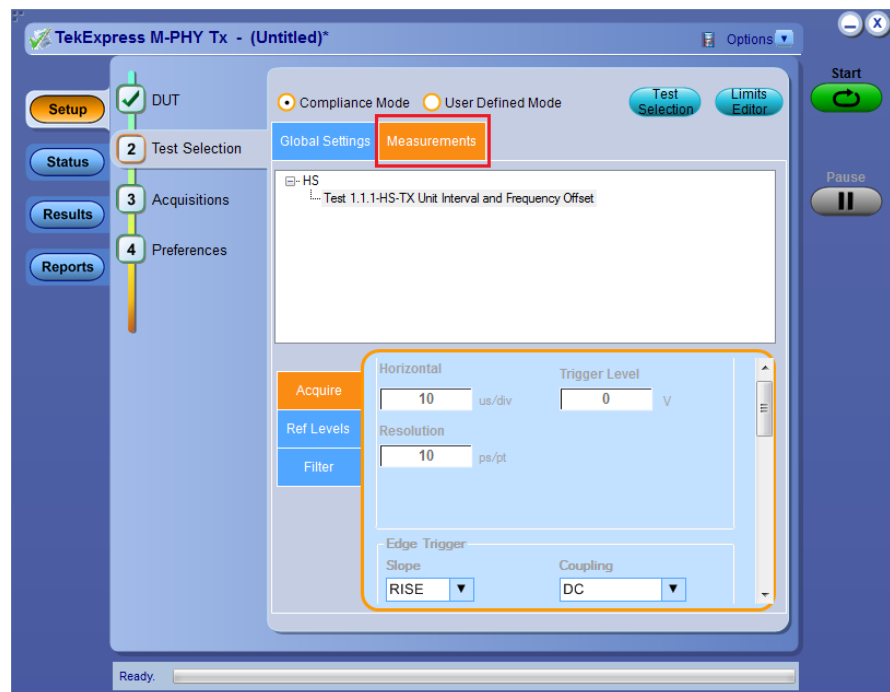 TekExpress M-PHY Tx - (Untitled)*
Options
Start
Pause
Setup
Status
Results
Reports
DUT
2 Test Selection
3 Acquisitions
4 Preferences
Compliance Mode
User Defined Mode
Test Selection
Limits Editor
Global Settings
Measurements
HS
Test 1.1.1-HS-TX Unit Interval and Frequency Offset
Acquire
Ref Levels
Filter
Horizontal
10 us/div
Trigger Level
0 V
Resolution
10 ps/pt
Edge Trigger
Slope
RISE
Coupling
DC
Ready.